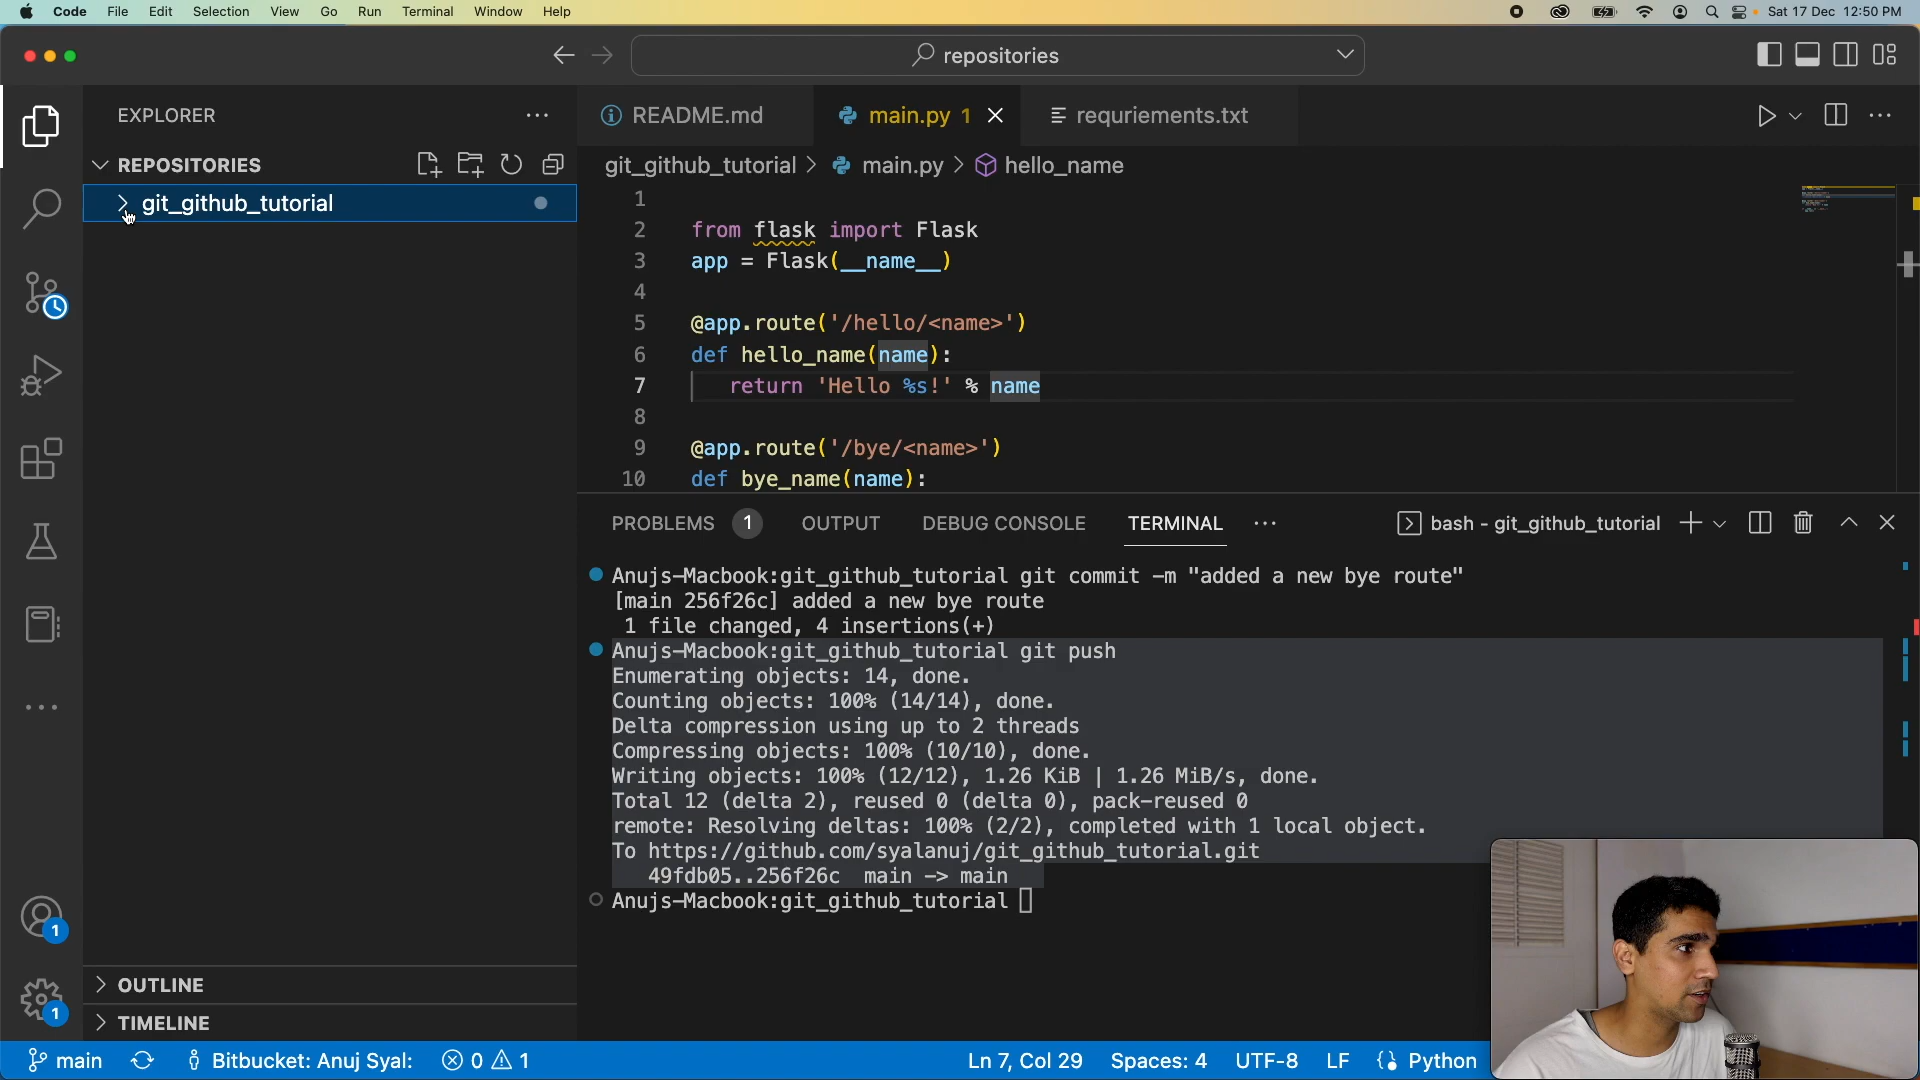 Code File Edit Selection View Go Run Terminal Window Help Sat 17 Dec 12:50 PM
repositories
EXPLORER
REPOSITORIES
git_github_tutorial
README.md main.py 1 requriements.txt
git_github_tutorial > main.py > hello_name
1
2 from flask import Flask
3 app = Flask(__name__)
4
5 @app.route('/hello/<name>')
6 def hello_name(name):
7 return 'Hello %s!' % name
8
9 @app.route('/bye/<name>')
10 def bye_name(name):
PROBLEMS 1 OUTPUT DEBUG CONSOLE TERMINAL bash - git_github_tutorial
Anujs-Macbook:git_github_tutorial git commit -m "added a new bye route"
[main 256f26c] added a new bye route
1 file changed, 4 insertions(+)
Anujs-Macbook:git_github_tutorial git push
Enumerating objects: 14, done.
Counting objects: 100% (14/14), done.
Delta compression using up to 2 threads
Compressing objects: 100% (10/10), done.
Writing objects: 100% (12/12), 1.26 KiB | 1.26 MiB/s, done.
Total 12 (delta 2), reused 0 (delta 0), pack-reused 0
remote: Resolving deltas: 100% (2/2), completed with 1 local object.
To https://github.com/syalanuj/git_github_tutorial.git
49fdb05..256f26c main -> main
Anujs-Macbook:git_github_tutorial
1
1
OUTLINE
TIMELINE
main Bitbucket: Anuj Syal: 0 1 Ln 7, Col 29 Spaces: 4 UTF-8 LF Python